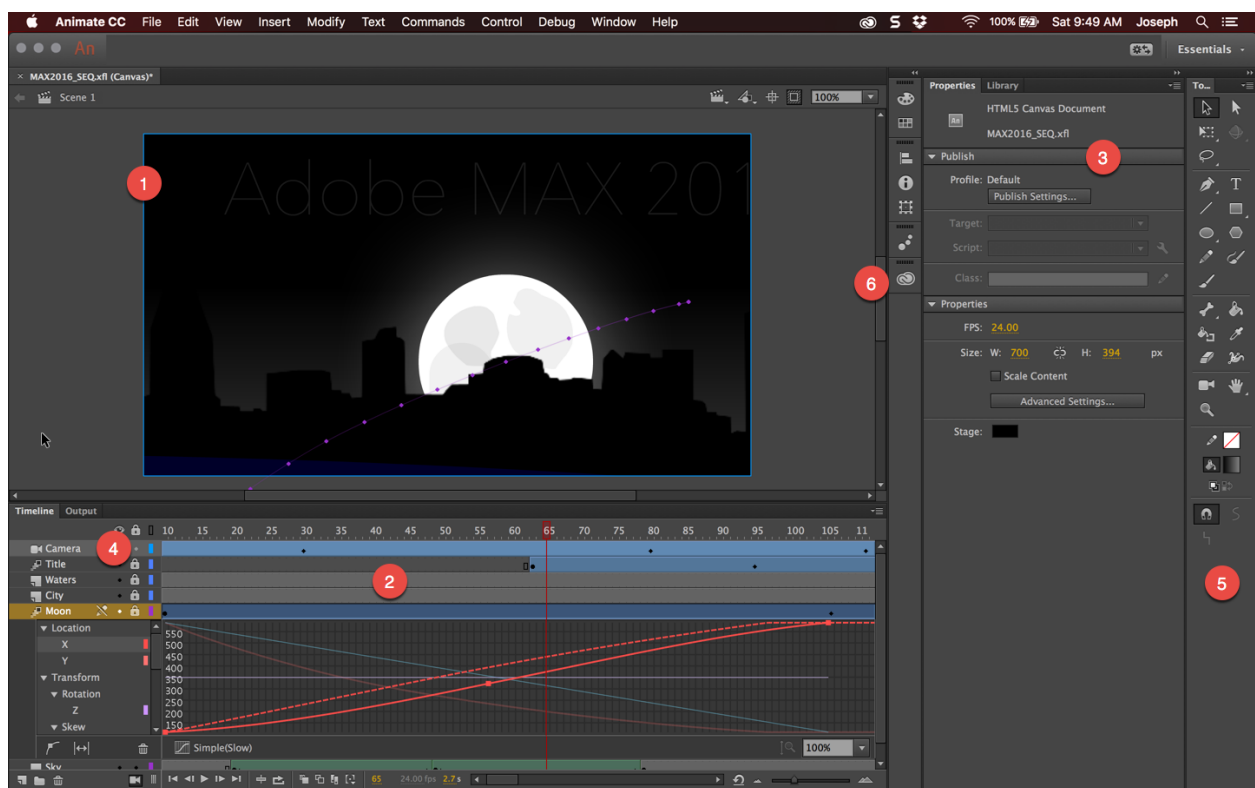 Animate CC File Edit View Insert Modify Text Commands Control Debug Window Help S 100% Sat 9:49 AM Joseph
An Essentials
× MAX2016_SEQ.xfl (Canvas)*
Scene 1 100%
Adobe MAX 201
1
6
Properties Library
HTML5 Canvas Document
An
MAX2016_SEQ.xfl
3
Publish
Profile: Default
Publish Settings...
Target:
Script:
Class:
Properties
FPS: 24.00
Size: W: 700 H: 394 px
Scale Content
Advanced Settings...
Stage:
To...
T
5
Timeline Output
10 15 20 25 30 35 40 45 50 55 60 65 70 75 80 85 90 95 100 105 11
Camera 4
Title
Waters
2
City
Moon
Location
X
Y
Transform
Rotation
Z
Skew
550
500
450
400
350
300
250
200
150
Simple(Slow) 100%
Sky
65 24.00 fps 2.7 s